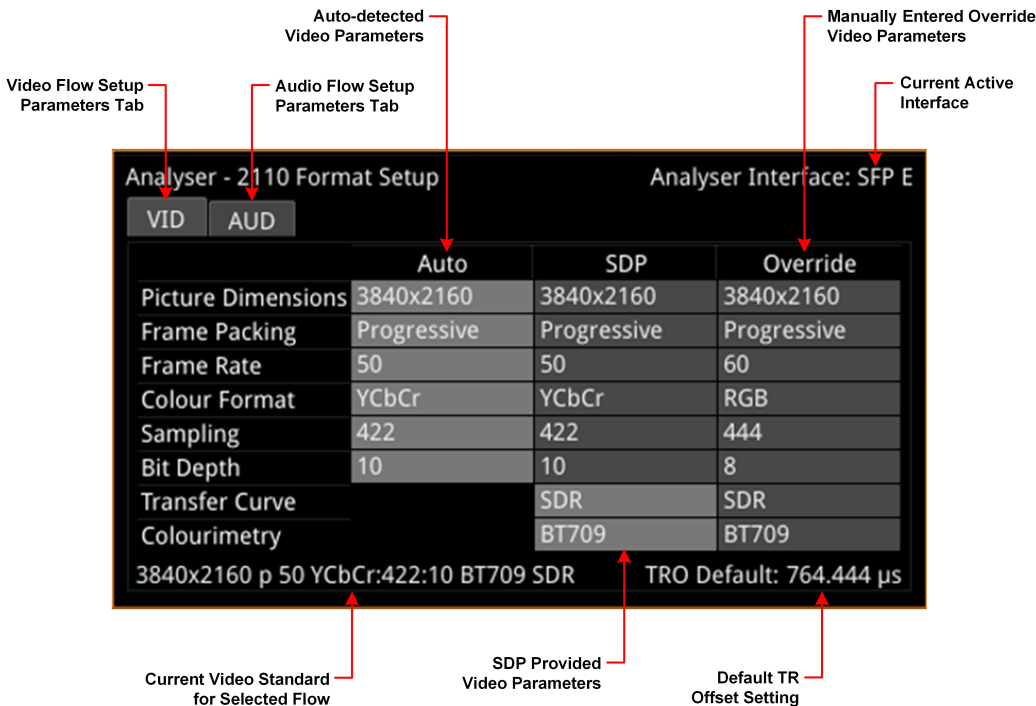 Auto-detected
Video Parameters
Manually Entered Override
Video Parameters
Video Flow Setup
Parameters Tab
Audio Flow Setup
Parameters Tab
Current Active
Interface
Analyser - 2110 Format Setup
Analyser Interface: SFP E
VID AUD
Auto SDP Override
Picture Dimensions 3840x2160 3840x2160 3840x2160
Frame Packing Progressive Progressive Progressive
Frame Rate 50 50 60
Colour Format YCbCr YCbCr RGB
Sampling 422 422 444
Bit Depth 10 10 8
Transfer Curve SDR SDR
Colourimetry BT709 BT709
3840x2160 p 50 YCbCr:422:10 BT709 SDR TRO Default: 764.444 µs
Current Video Standard
for Selected Flow
SDP Provided
Video Parameters
Default TR
Offset Setting